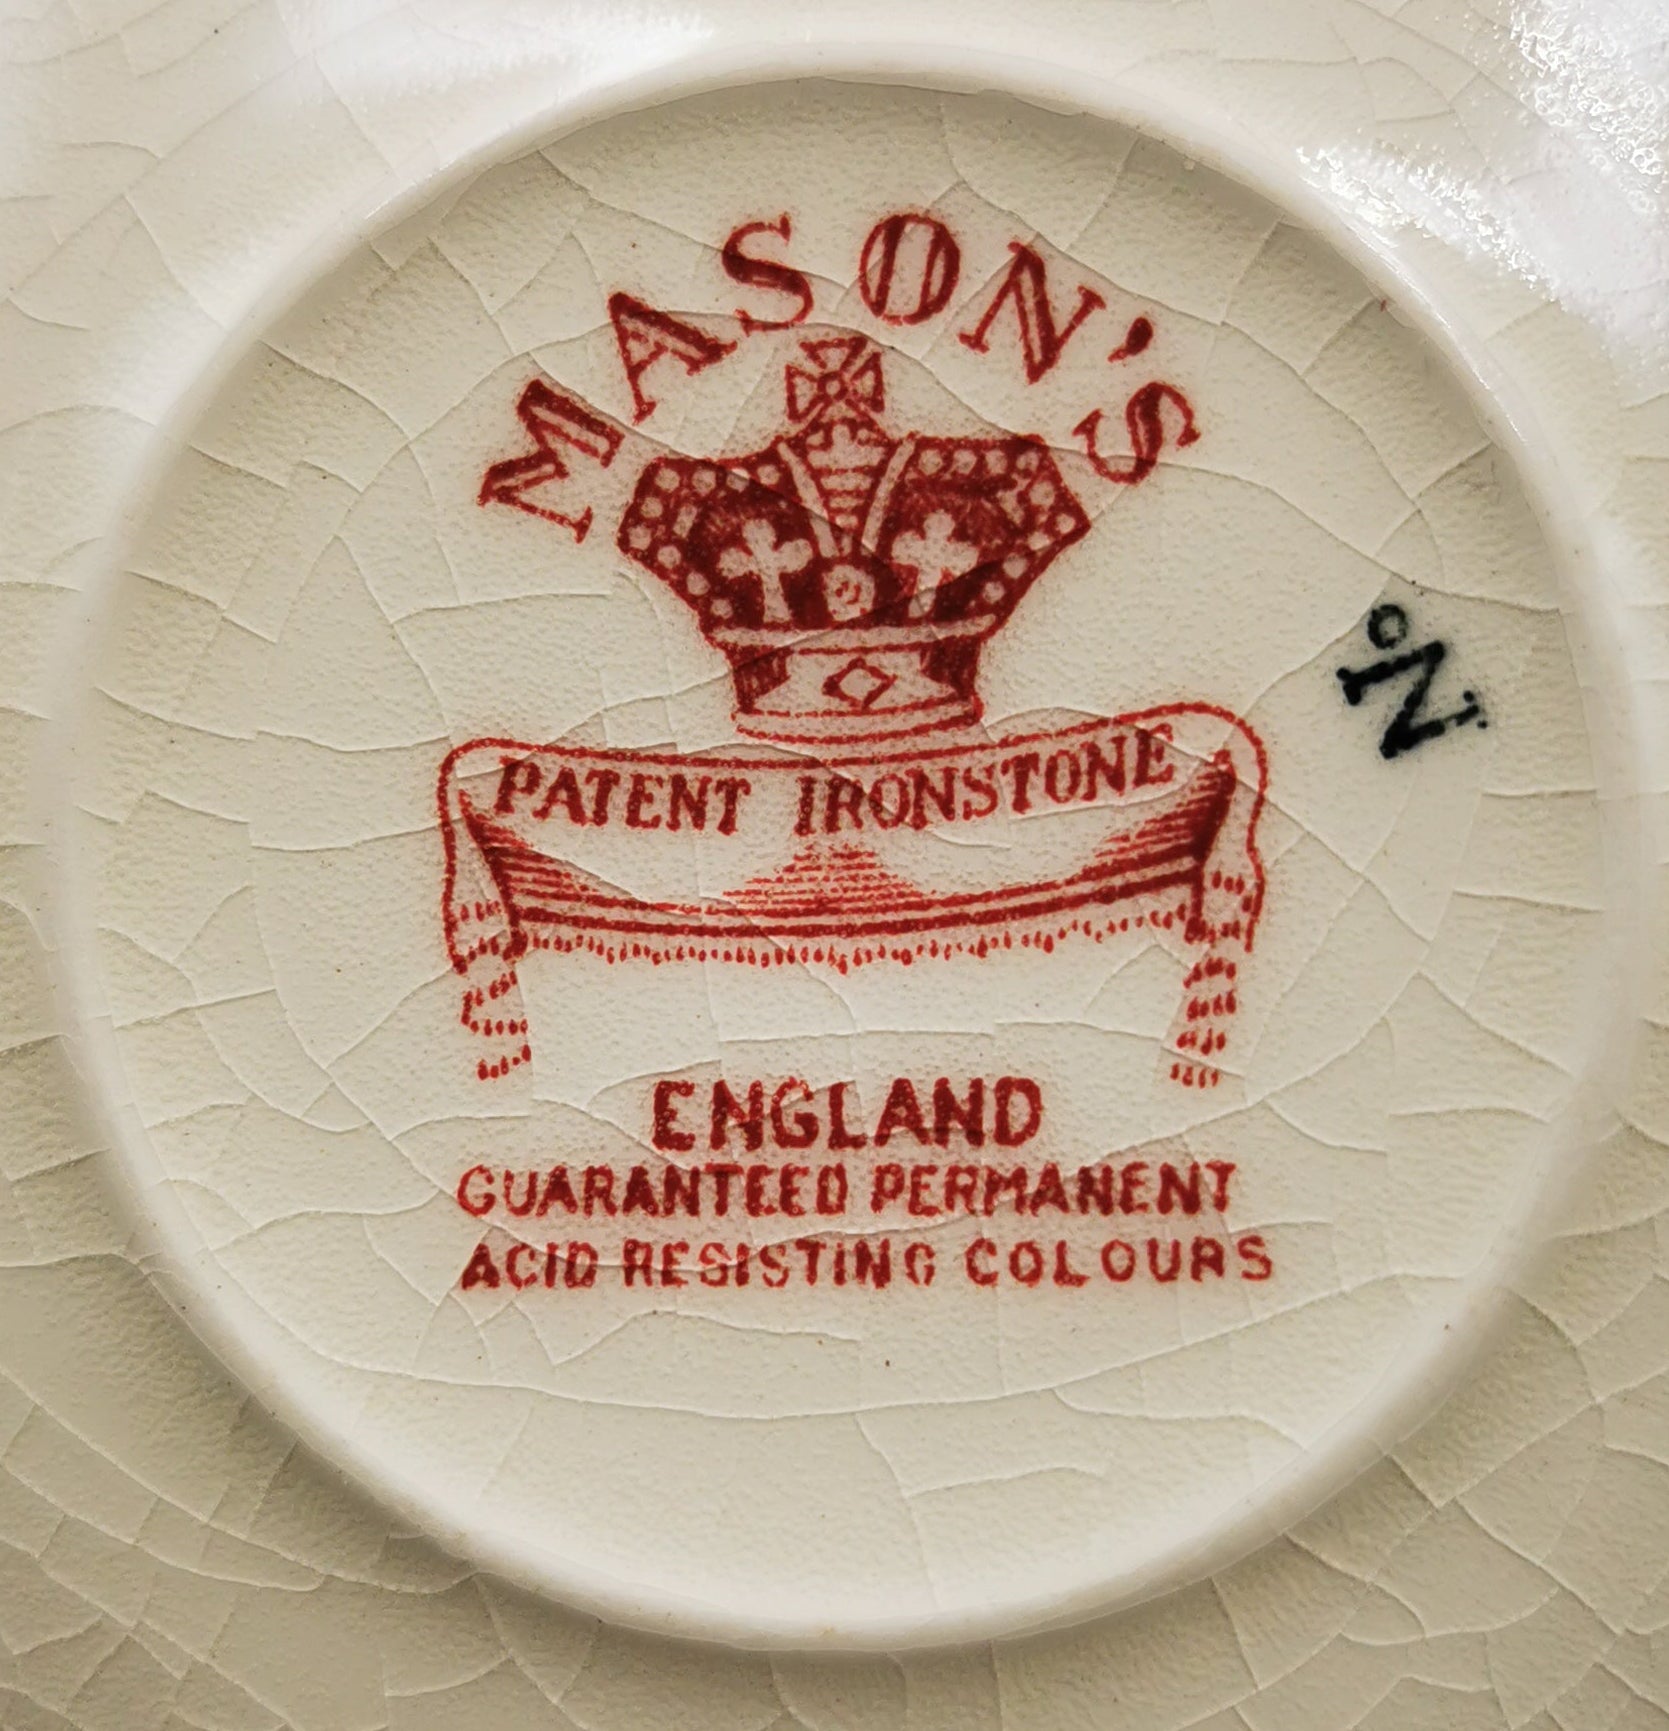 MASON'S
PATENT IRONSTONE
ENGLAND
GUARANTEED PERMANENT
ACID RESISTING COLOURS
N°